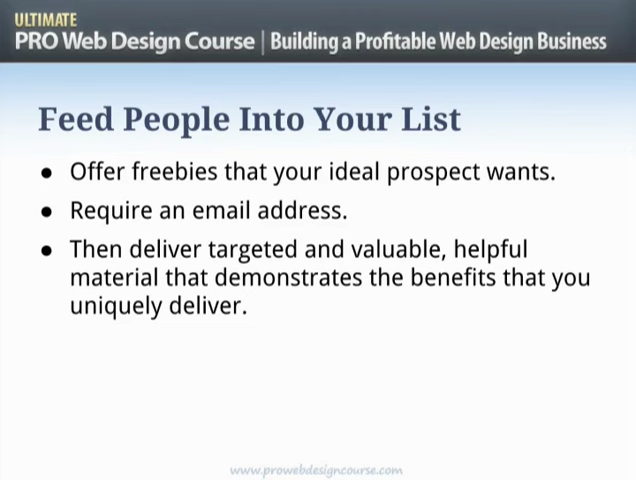 ULTIMATE
PRO Web Design Course | Building a Profitable Web Design Business
Feed People Into Your List
● Offer freebies that your ideal prospect wants.
● Require an email address.
● Then deliver targeted and valuable, helpful
material that demonstrates the benefits that you
uniquely deliver.
www.prowebdesigncourse.com